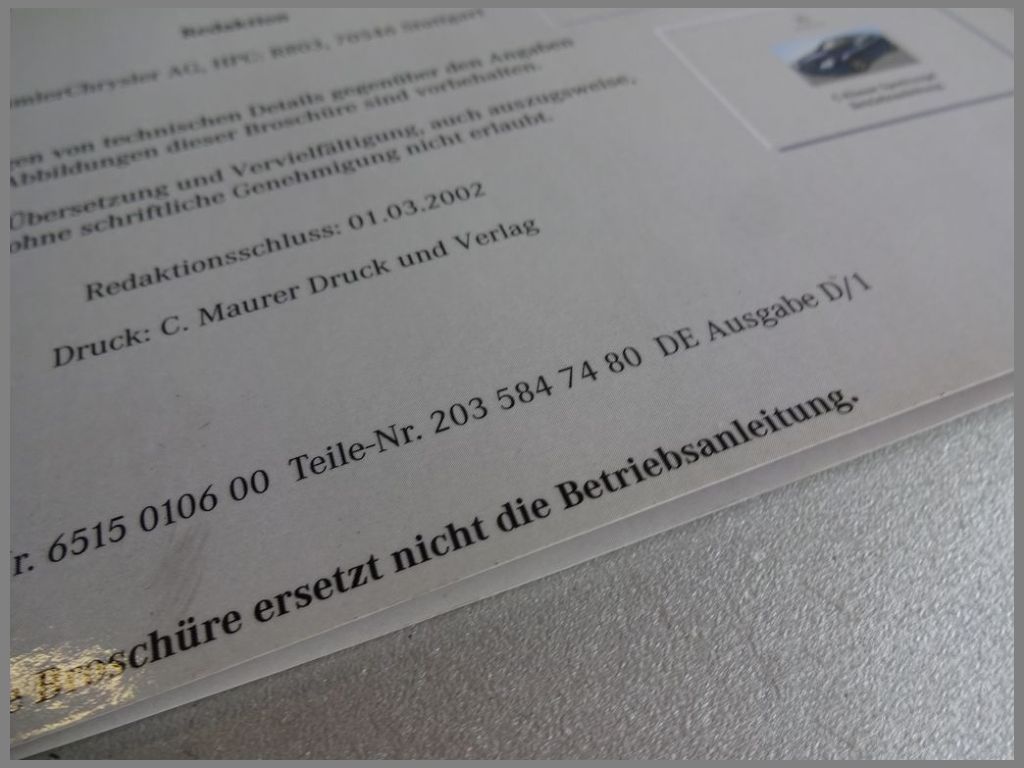 Redaktion
imlerChrysler AG, HPC: R803, 70546 Stuttgart
en von technischen Details gegenüber den Angaben
Abbildungen dieser Broschüre sind vorbehalten.
Übersetzung und Vervielfältigung, auch auszugsweise,
ohne schriftliche Genehmigung nicht erlaubt.
Redaktionsschluss: 01.03.2002
Druck: C. Maurer Druck und Verlag
r. 6515 0106 00 Teile-Nr. 203 584 74 80 DE Ausgabe D/1
e Broschüre ersetzt nicht die Betriebsanleitung.